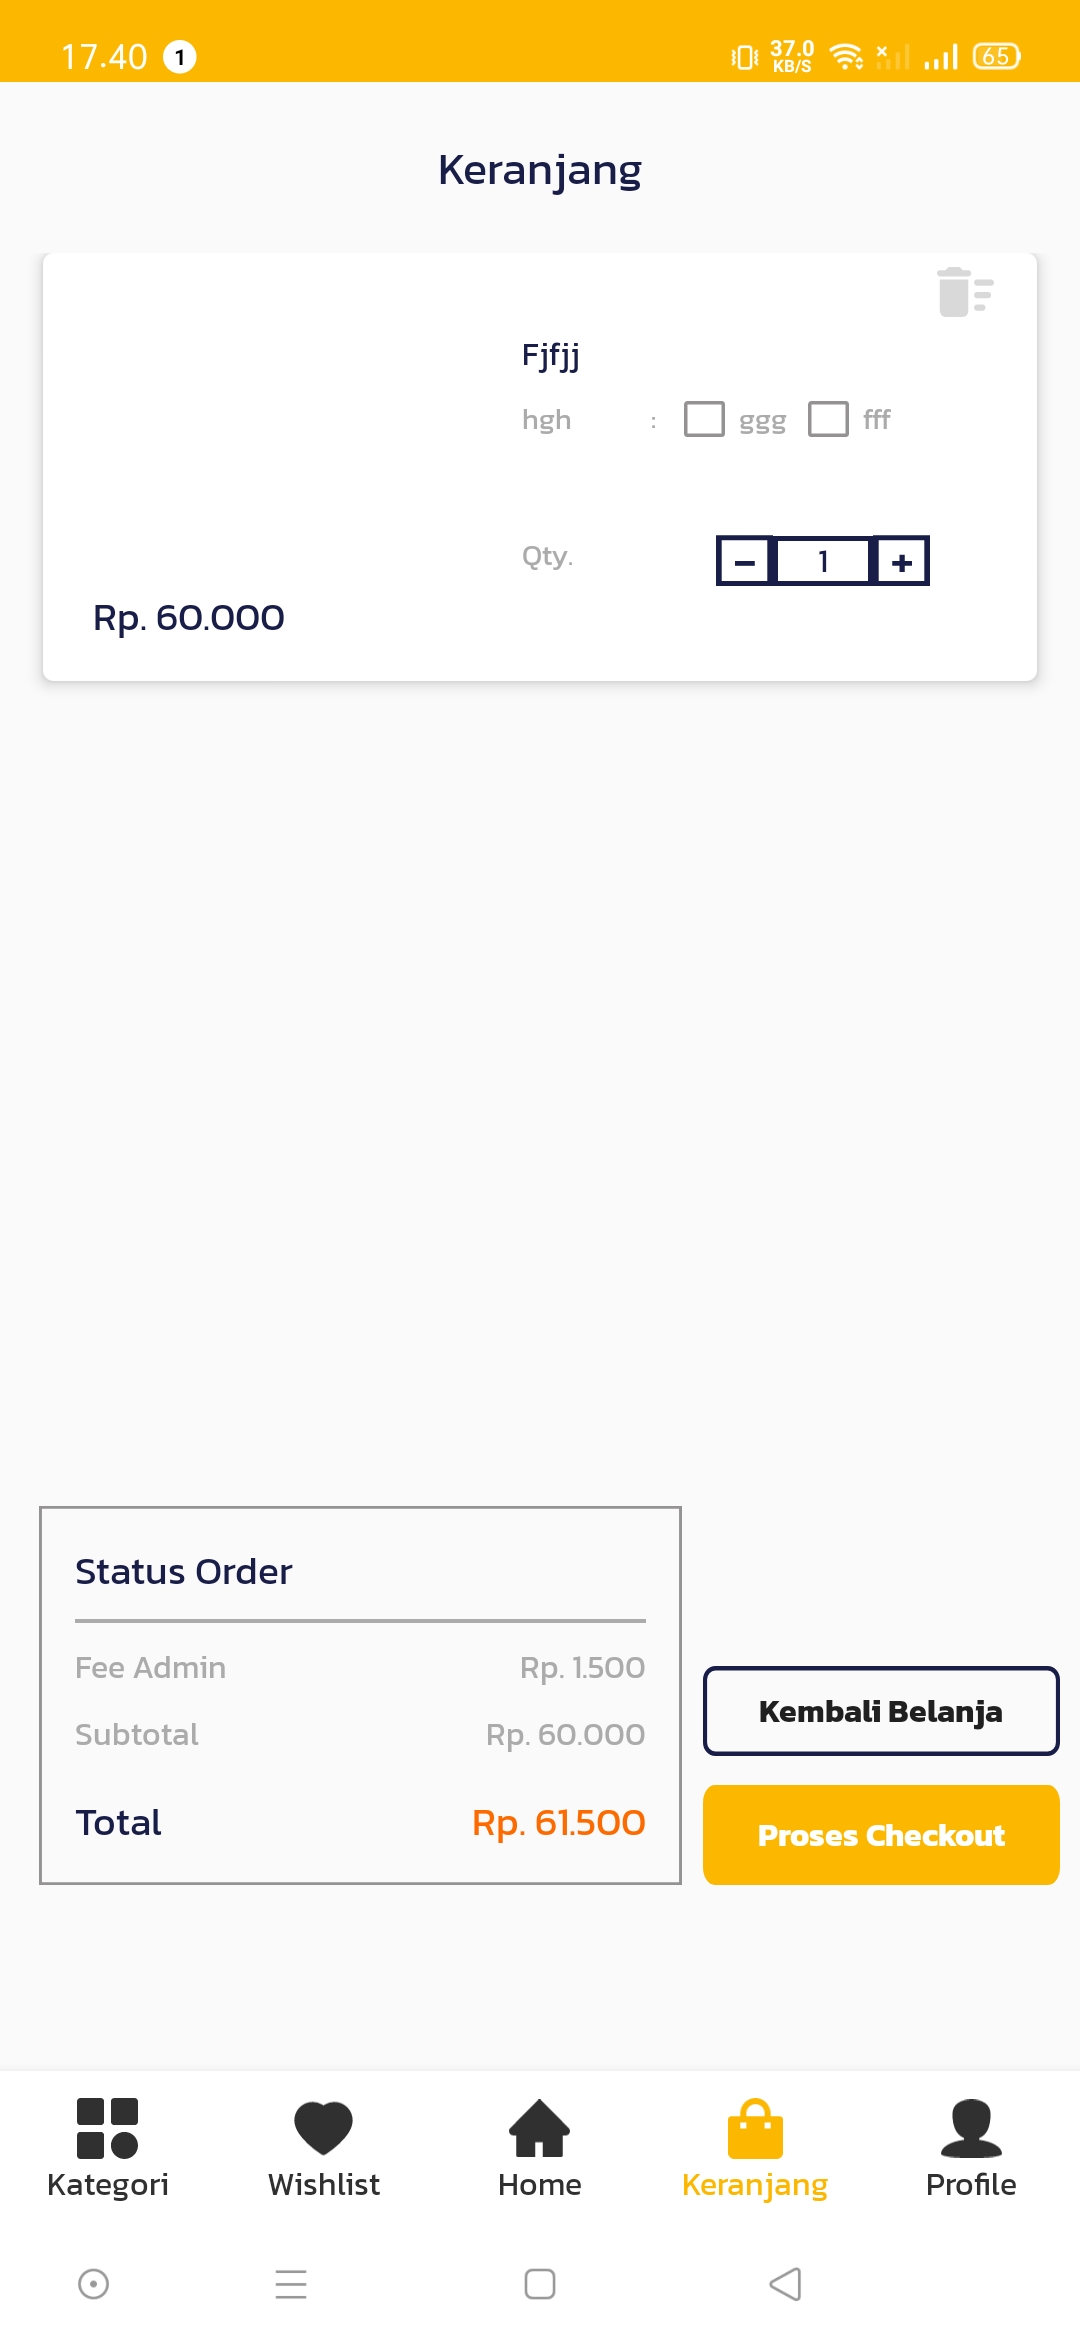 17.40 1 37.0 KB/S 65
Keranjang
Fjfjj
hgh : ggg fff
Qty. 1
Rp. 60.000
Status Order
Fee Admin Rp. 1.500
Subtotal Rp. 60.000
Total Rp. 61.500
Kembali Belanja
Proses Checkout
Kategori Wishlist Home Keranjang Profile